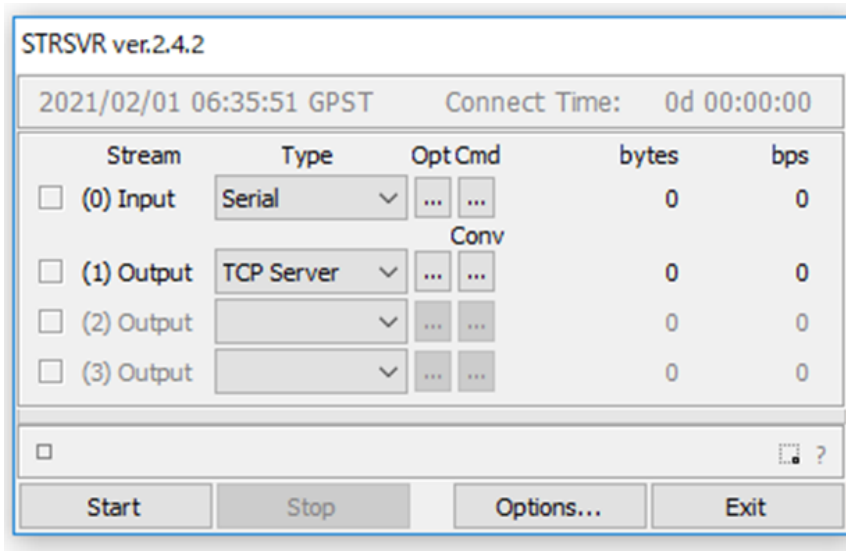 STRSVR ver.2.4.2
2021/02/01 06:35:51 GPST Connect Time: 0d 00:00:00
Stream Type Opt Cmd bytes bps
(0) Input Serial ... ... 0 0
Conv
(1) Output TCP Server ... ... 0 0
(2) Output ... ... 0 0
(3) Output ... ... 0 0
?
Start Stop Options... Exit